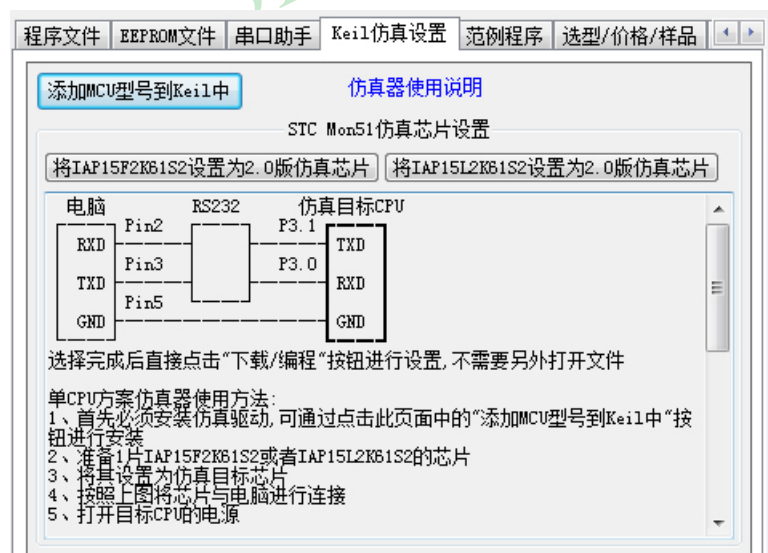 程序文件 EEPROM文件 串口助手 Keil仿真设置 范例程序 选型/价格/样品
添加MCU型号到Keil中 仿真器使用说明
STC Mon51仿真芯片设置
将IAP15F2K61S2设置为2.0版仿真芯片 将IAP15L2K61S2设置为2.0版仿真芯片
电脑 RS232 仿真目标CPU
Pin2 P3.1
RXD TXD
Pin3 P3.0
TXD RXD
Pin5
GND GND
选择完成后直接点击"下载/编程"按钮进行设置,不需要另外打开文件
单CPU方案仿真器使用方法:
1、首先必须安装仿真驱动,可通过点击此页面中的"添加MCU型号到Keil中"按
钮进行安装
2、准备1片IAP15F2K61S2或者IAP15L2K61S2的芯片
3、将其设置为仿真目标芯片
4、按照上图将芯片与电脑进行连接
5、打开目标CPU的电源